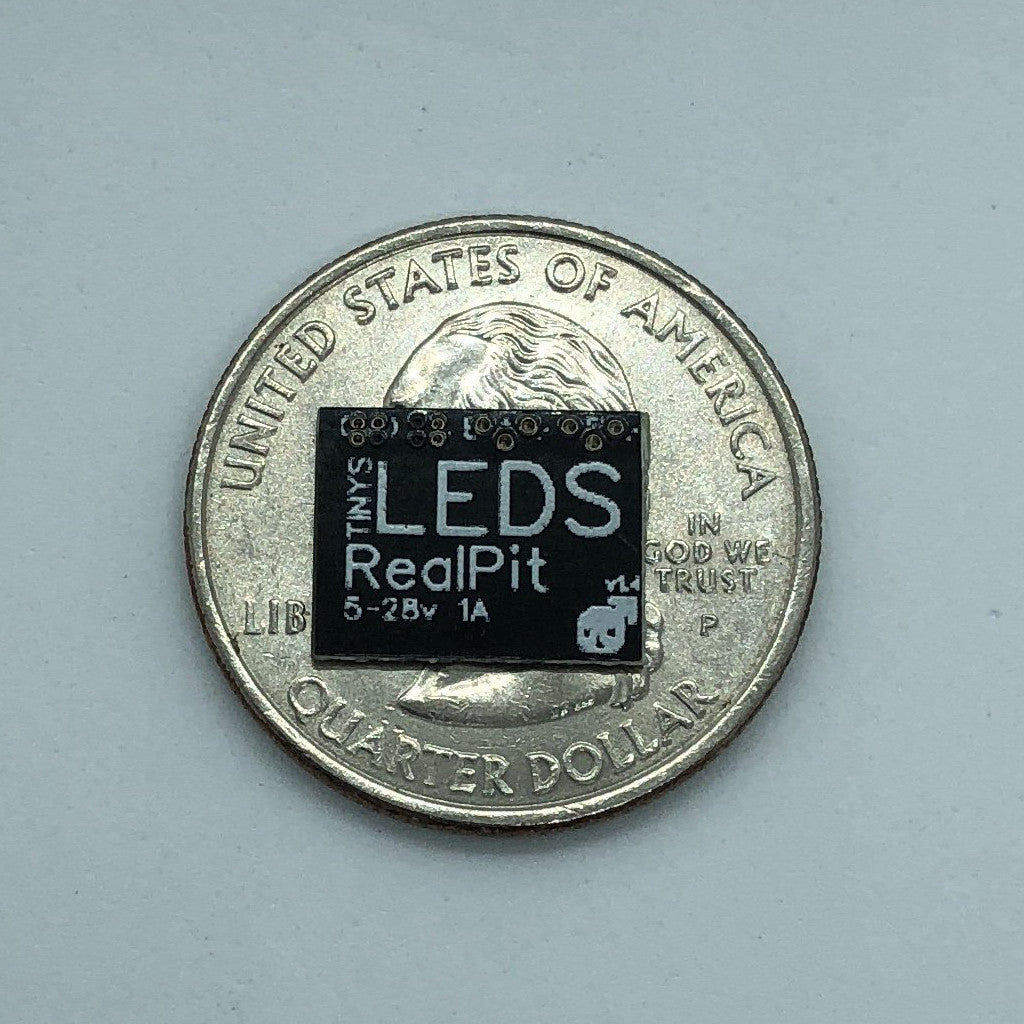 UNITED STATES OF AMERICA
TINYS
LEDS
RealPit
5-28v 1A
IN
GOD WE
TRUST
LIB
P
QUARTER DOLLAR